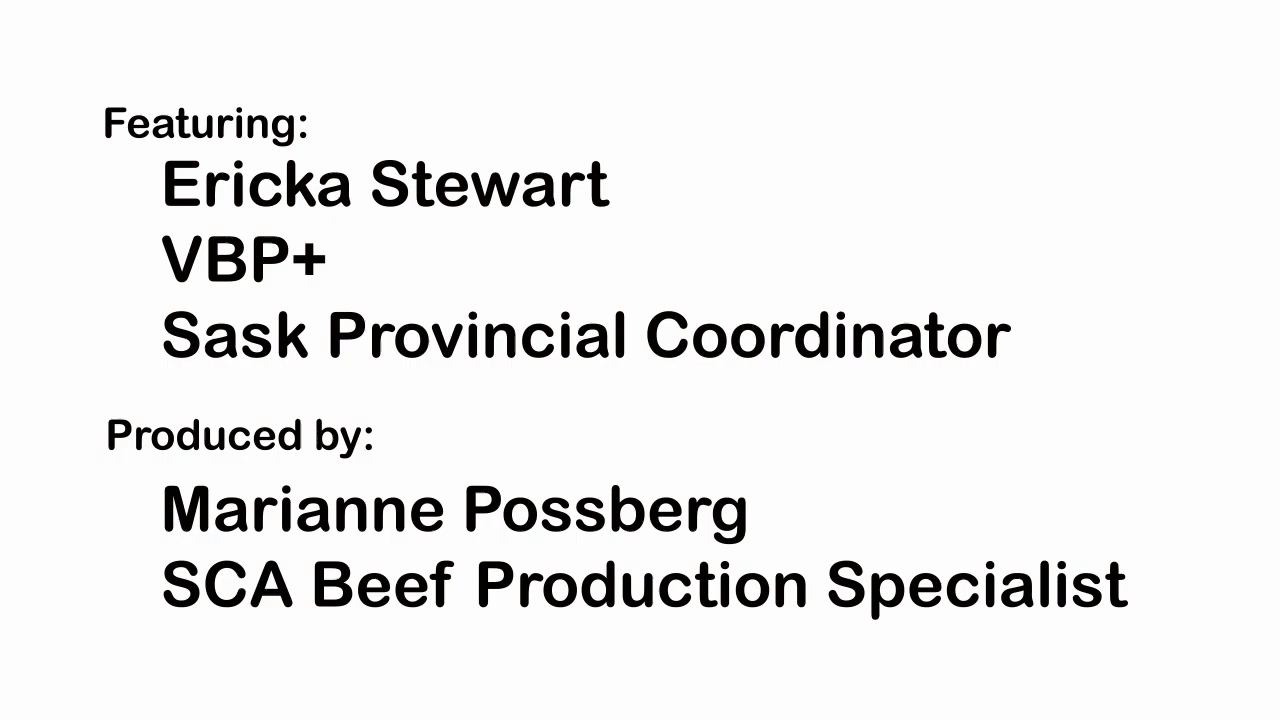 Featuring:
Ericka Stewart
VBP+
Sask Provincial Coordinator
Produced by:
Marianne Possberg
SCA Beef Production Specialist